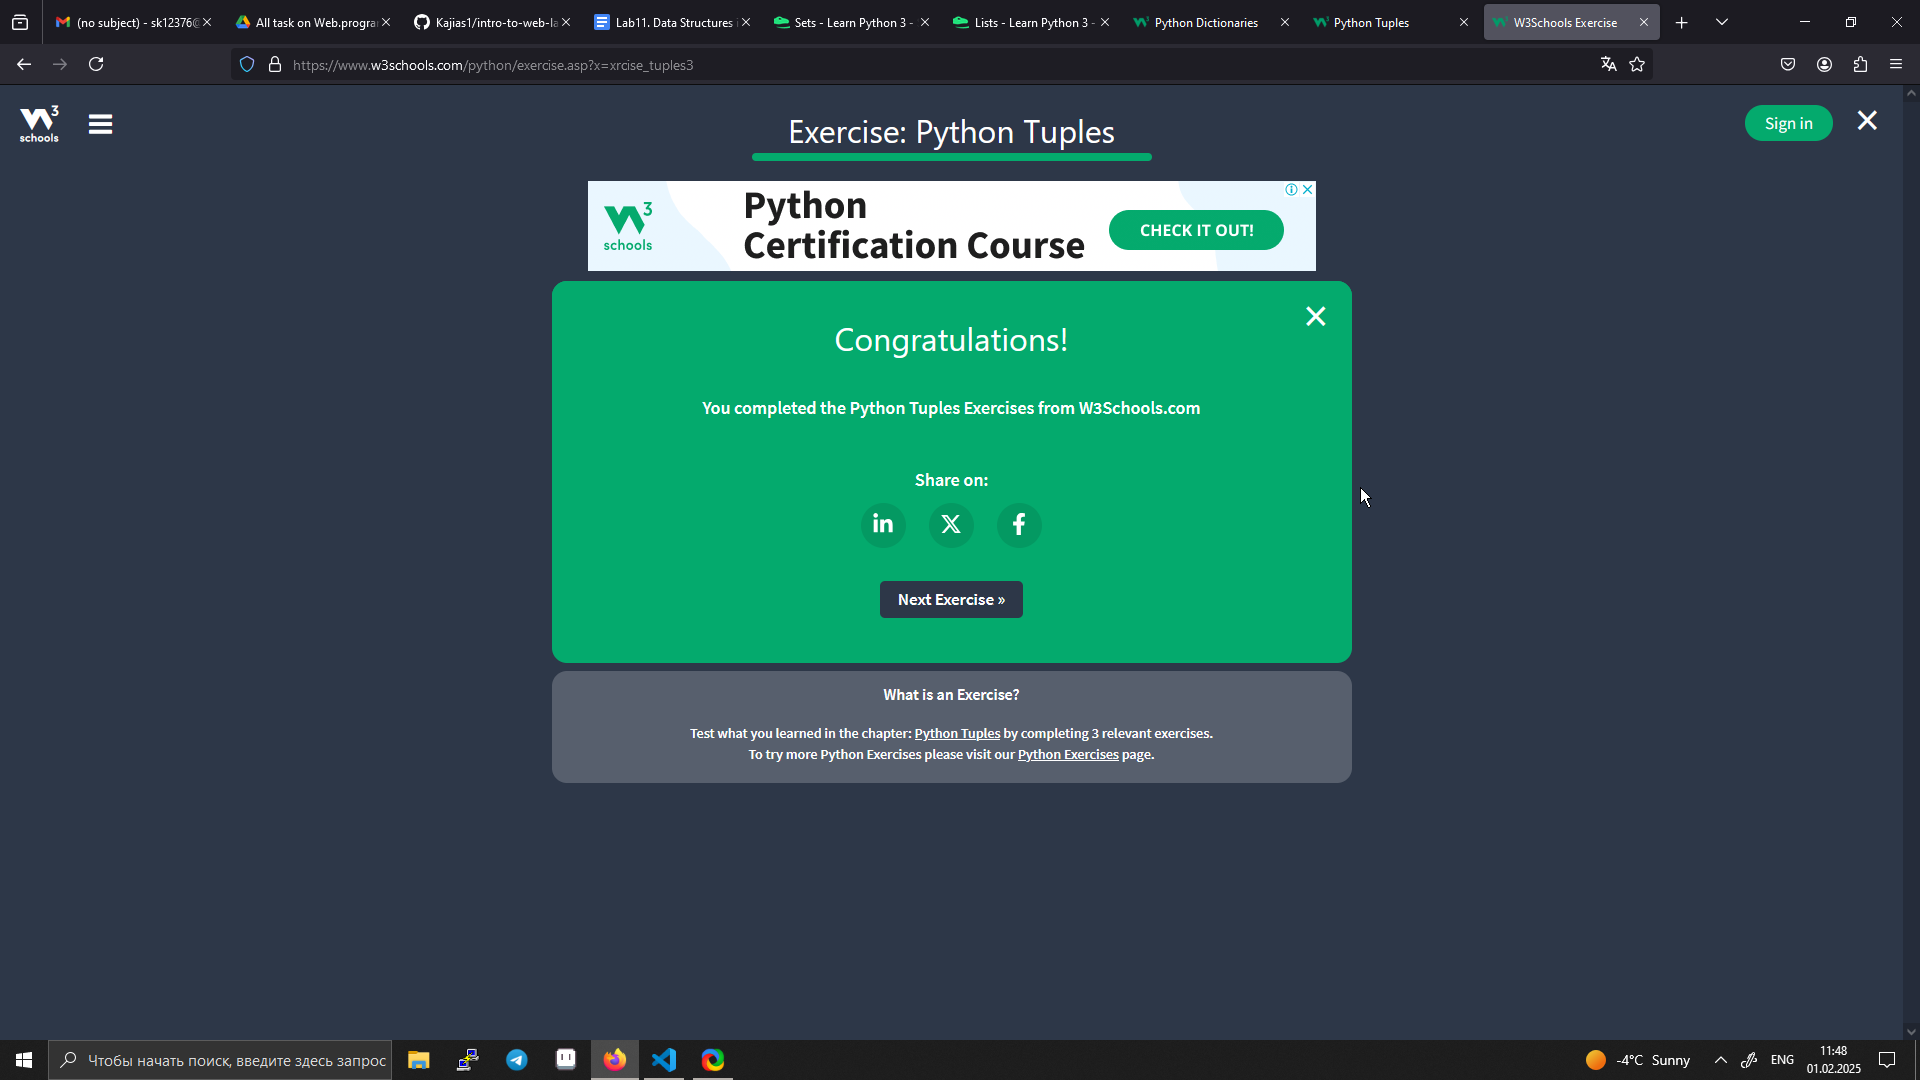 (no subject) - sk12376@
All task on Web.progra
Kajias1/intro-to-web-la
Lab11. Data Structures i
Sets - Learn Python 3 -
Lists - Learn Python 3 -
Python Dictionaries
Python Tuples
W3Schools Exercise
https://www.w3schools.com/python/exercise.asp?x=xrcise_tuples3
W3 schools
Exercise: Python Tuples
Sign in
W3 schools
Python
Certification Course
CHECK IT OUT!
Congratulations!
You completed the Python Tuples Exercises from W3Schools.com
Share on:
in X f
Next Exercise »
What is an Exercise?
Test what you learned in the chapter: Python Tuples by completing 3 relevant exercises.
To try more Python Exercises please visit our Python Exercises page.
Чтобы начать поиск, введите здесь запрос
-4°C Sunny
ENG
11:48
01.02.2025